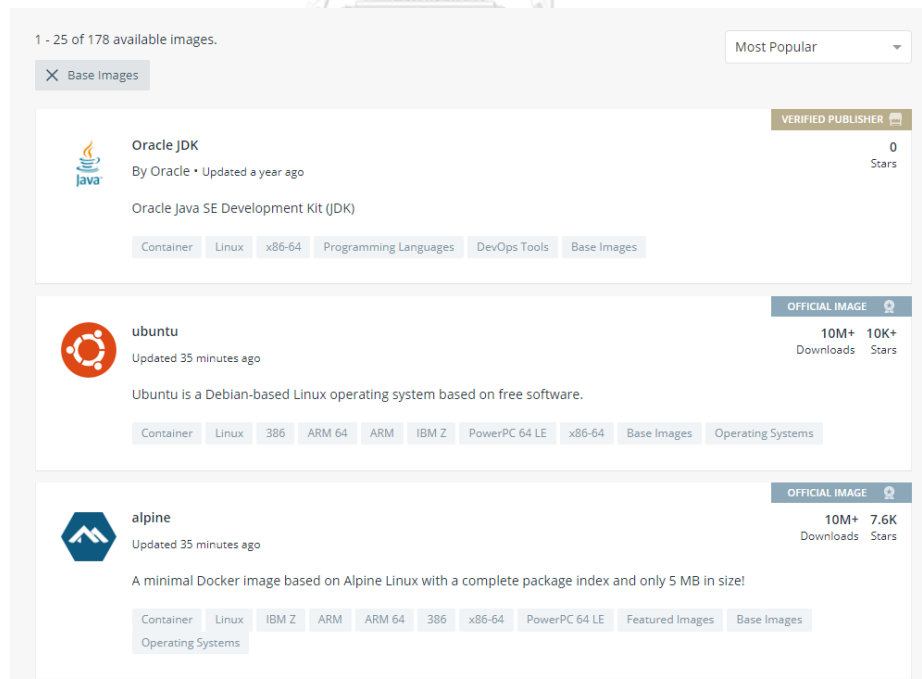 1 - 25 of 178 available images.
Most Popular
Base Images
VERIFIED PUBLISHER
Java
Oracle JDK
0
Stars
By Oracle • Updated a year ago
Oracle Java SE Development Kit (JDK)
Container Linux x86-64 Programming Languages DevOps Tools Base Images
OFFICIAL IMAGE
ubuntu
10M+ 10K+
Downloads Stars
Updated 35 minutes ago
Ubuntu is a Debian-based Linux operating system based on free software.
Container Linux 386 ARM 64 ARM IBM Z PowerPC 64 LE x86-64 Base Images Operating Systems
OFFICIAL IMAGE
alpine
10M+ 7.6K
Downloads Stars
Updated 35 minutes ago
A minimal Docker image based on Alpine Linux with a complete package index and only 5 MB in size!
Container Linux IBM Z ARM ARM 64 386 x86-64 PowerPC 64 LE Featured Images Base Images
Operating Systems